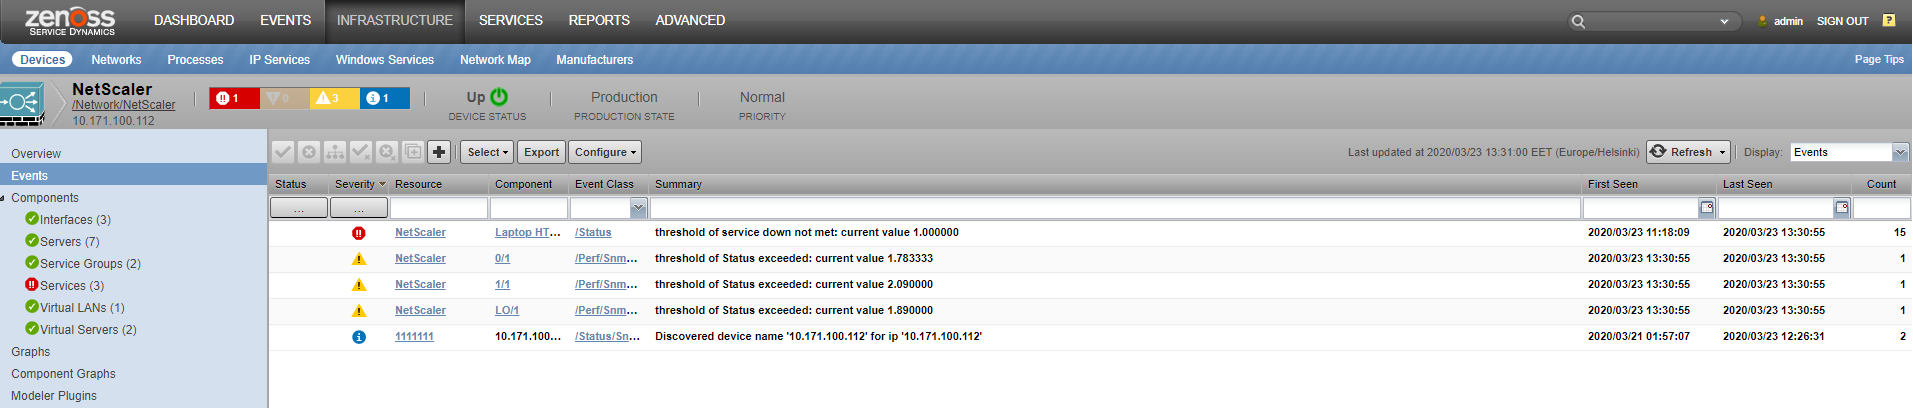 zenoss
SERVICE DYNAMICS
DASHBOARD EVENTS INFRASTRUCTURE SERVICES REPORTS ADVANCED
admin SIGN OUT ?
Devices Networks Processes IP Services Windows Services Network Map Manufacturers Page Tips
NetScaler
/Network/NetScaler
10.171.100.112
1 0 3 1
Up
DEVICE STATUS
Production
PRODUCTION STATE
Normal
PRIORITY
Overview
Events
Components
Interfaces (3)
Servers (7)
Service Groups (2)
Services (3)
Virtual LANs (1)
Virtual Servers (2)
Graphs
Component Graphs
Modeler Plugins
Select Export Configure Last updated at 2020/03/23 13:31:00 EET (Europe/Helsinki) Refresh Display: Events
Status Severity Resource Component Event Class Summary First Seen Last Seen Count
... ...
NetScaler Laptop HT... /Status threshold of service down not met: current value 1.000000 2020/03/23 11:18:09 2020/03/23 13:30:55 15
NetScaler 0/1 /Perf/Snm... threshold of Status exceeded: current value 1.783333 2020/03/23 13:30:55 2020/03/23 13:30:55 1
NetScaler 1/1 /Perf/Snm... threshold of Status exceeded: current value 2.090000 2020/03/23 13:30:55 2020/03/23 13:30:55 1
NetScaler LO/1 /Perf/Snm... threshold of Status exceeded: current value 1.890000 2020/03/23 13:30:55 2020/03/23 13:30:55 1
1111111 10.171.100... /Status/Sn... Discovered device name '10.171.100.112' for ip '10.171.100.112' 2020/03/21 01:57:07 2020/03/23 12:26:31 2